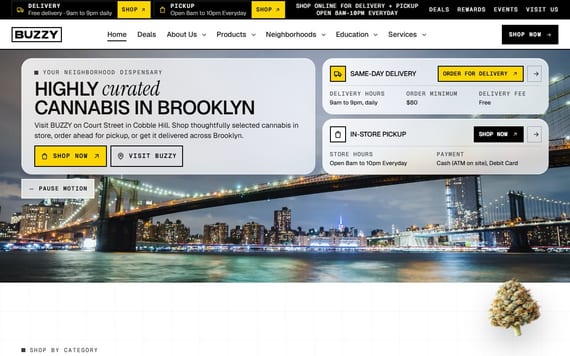 DELIVERY
Free delivery · 9am to 9pm daily
SHOP ↗
PICKUP
Open 8am to 10pm Everyday
SHOP ↗
SHOP ONLINE FOR DELIVERY + PICKUP
OPEN 8AM–10PM EVERYDAY
DEALS REWARDS EVENTS VISIT US
BUZZY
Home Deals About Us Products Neighborhoods Education Services
SHOP NOW →
YOUR NEIGHBORHOOD DISPENSARY
HIGHLY curated
CANNABIS IN BROOKLYN
Visit BUZZY on Court Street in Cobble Hill. Shop thoughtfully selected cannabis in
store, order ahead for pickup, or get it delivered across Brooklyn.
SHOP NOW ↗
VISIT BUZZY
— PAUSE MOTION
SAME-DAY DELIVERY
ORDER FOR DELIVERY ↗
→
DELIVERY HOURS ORDER MINIMUM DELIVERY FEE
9am to 9pm, daily $80 Free
IN-STORE PICKUP
SHOP NOW ↗
→
STORE HOURS PAYMENT
Open 8am to 10pm Everyday Cash (ATM on site), Debit Card
SHOP BY CATEGORY